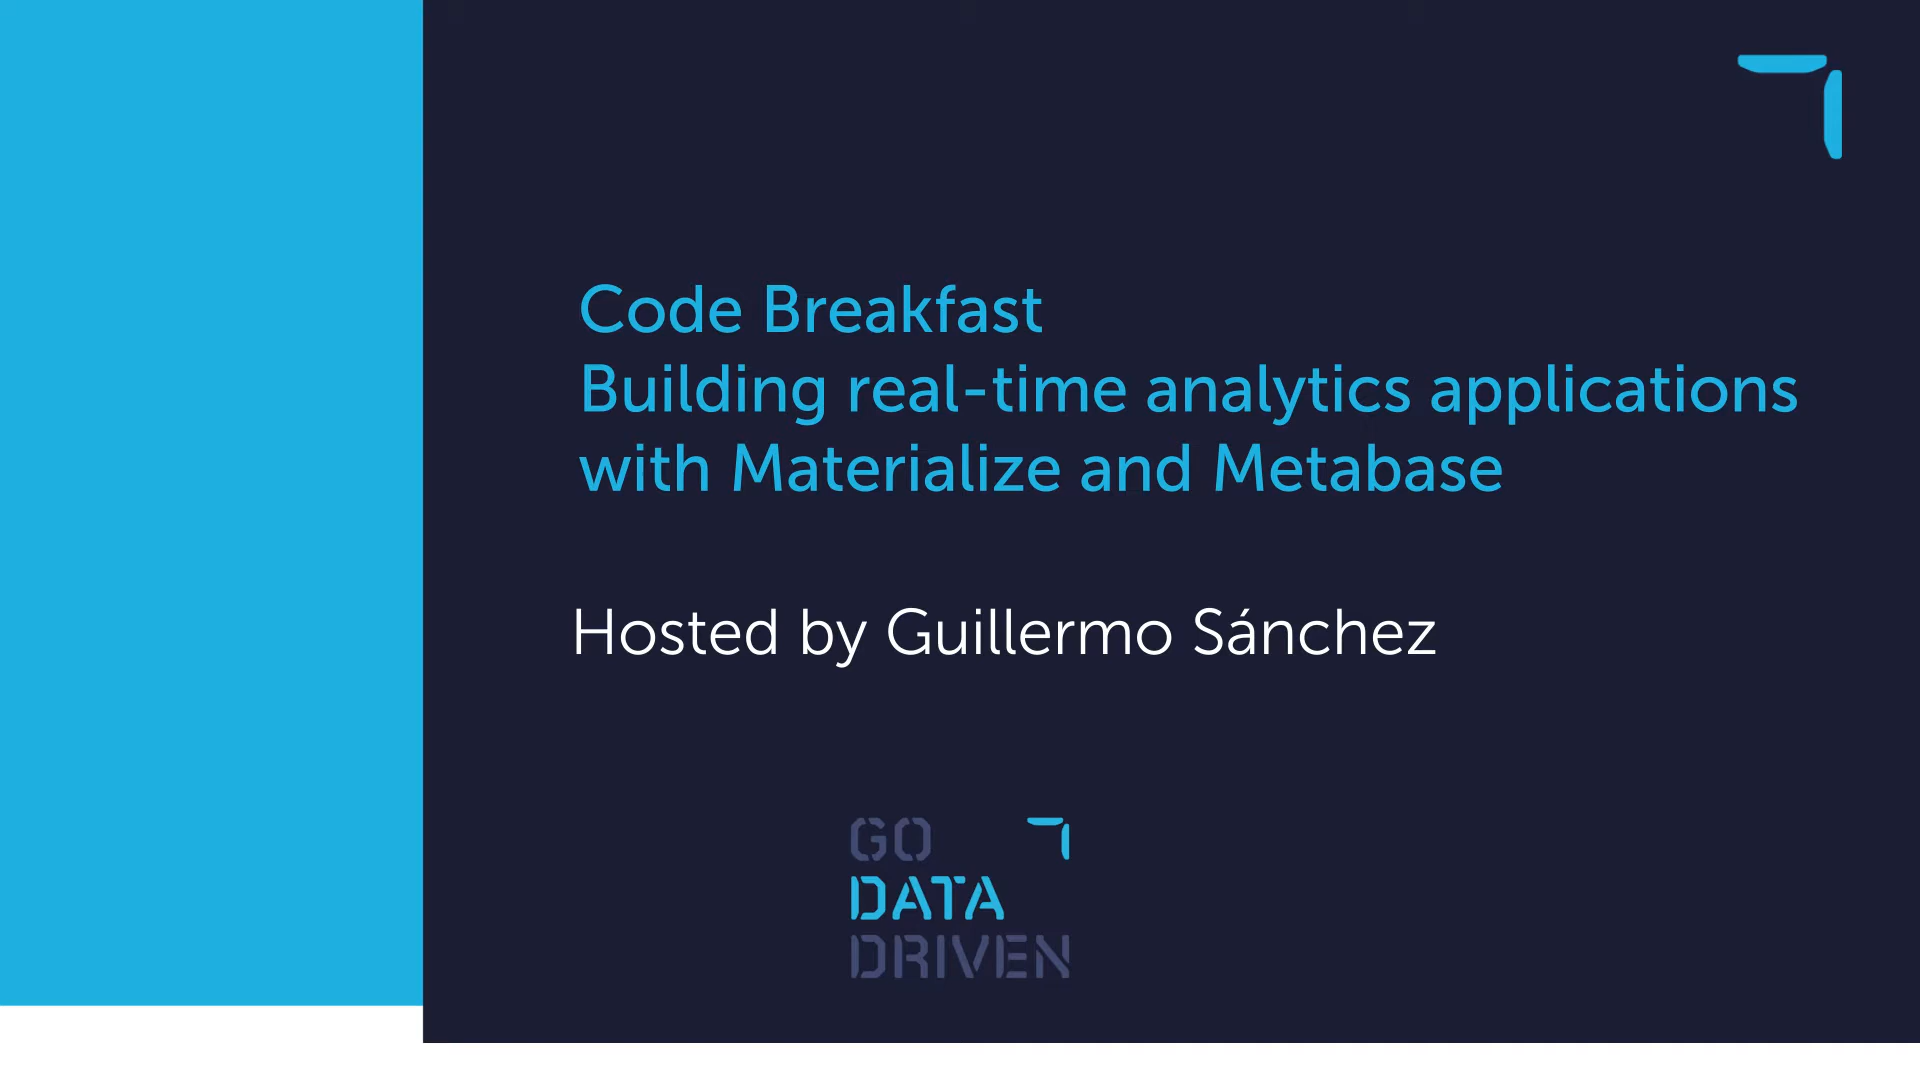 Code Breakfast
Building real-time analytics applications
with Materialize and Metabase
Hosted by Guillermo Sánchez
GO
DATA
DRIVEN